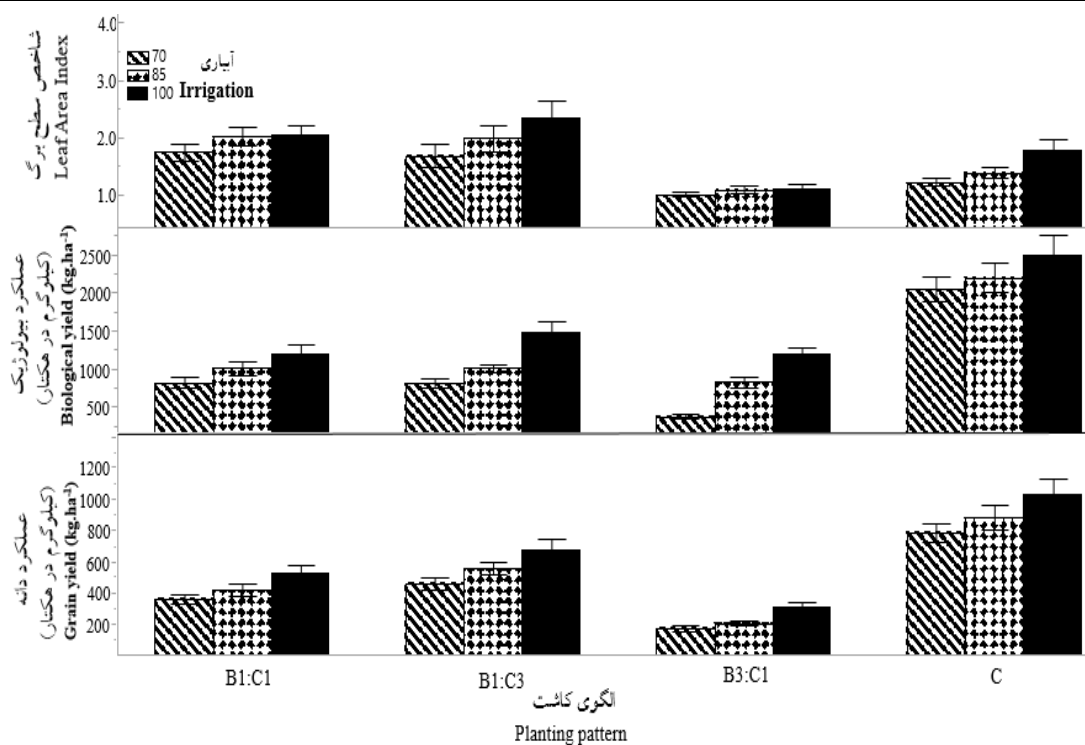 4.0
3.0
2.0
1.0
شاخص سطح برگ
Leaf Area Index
70
85
100
آبیاری
Irrigation
2500
2000
1500
1000
500
عملکرد بیولوژیک
(کیلوگرم در هکتار)
Biological yield (kg.ha⁻¹)
1200
1000
800
600
400
200
عملکرد دانه
(کیلوگرم در هکتار)
Grain yield (kg.ha⁻¹)
B1:C1 B1:C3 B3:C1 C
الگوی کاشت
Planting pattern